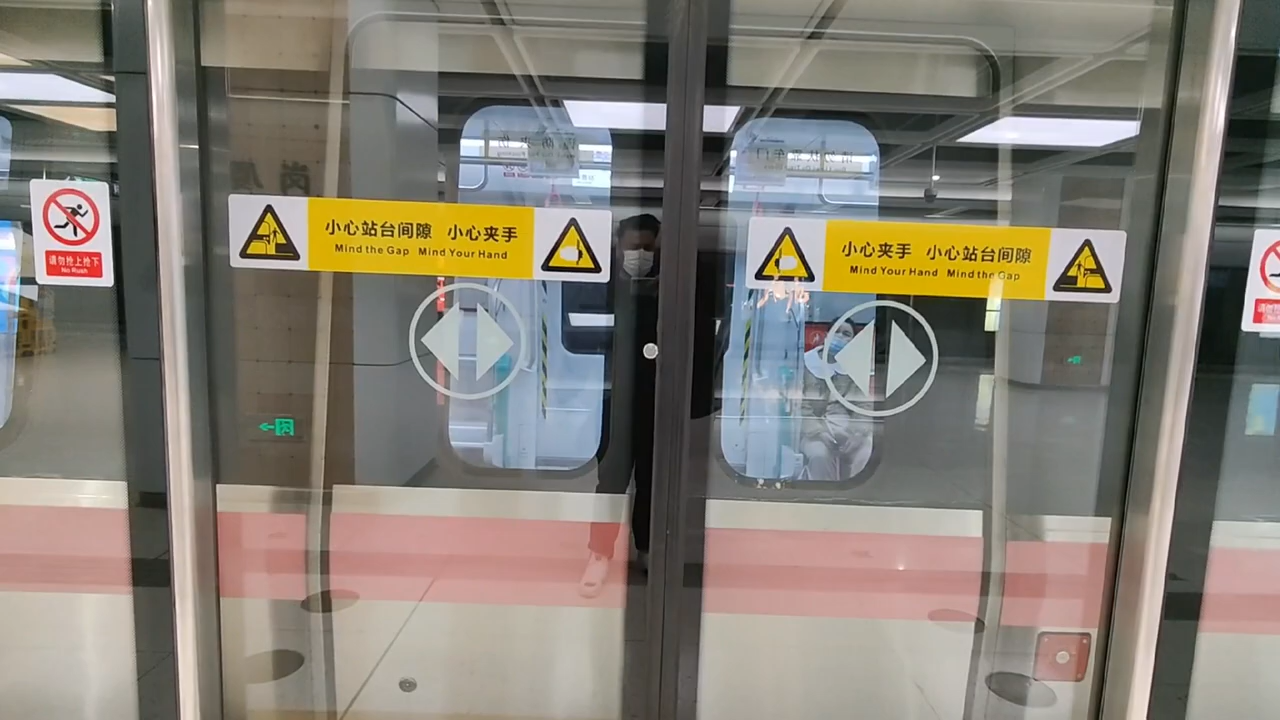 请勿抢上抢下
No Rush
小心站台间隙 小心夹手
Mind the Gap Mind Your Hand
小心夹手 小心站台间隙
Mind Your Hand Mind the Gap